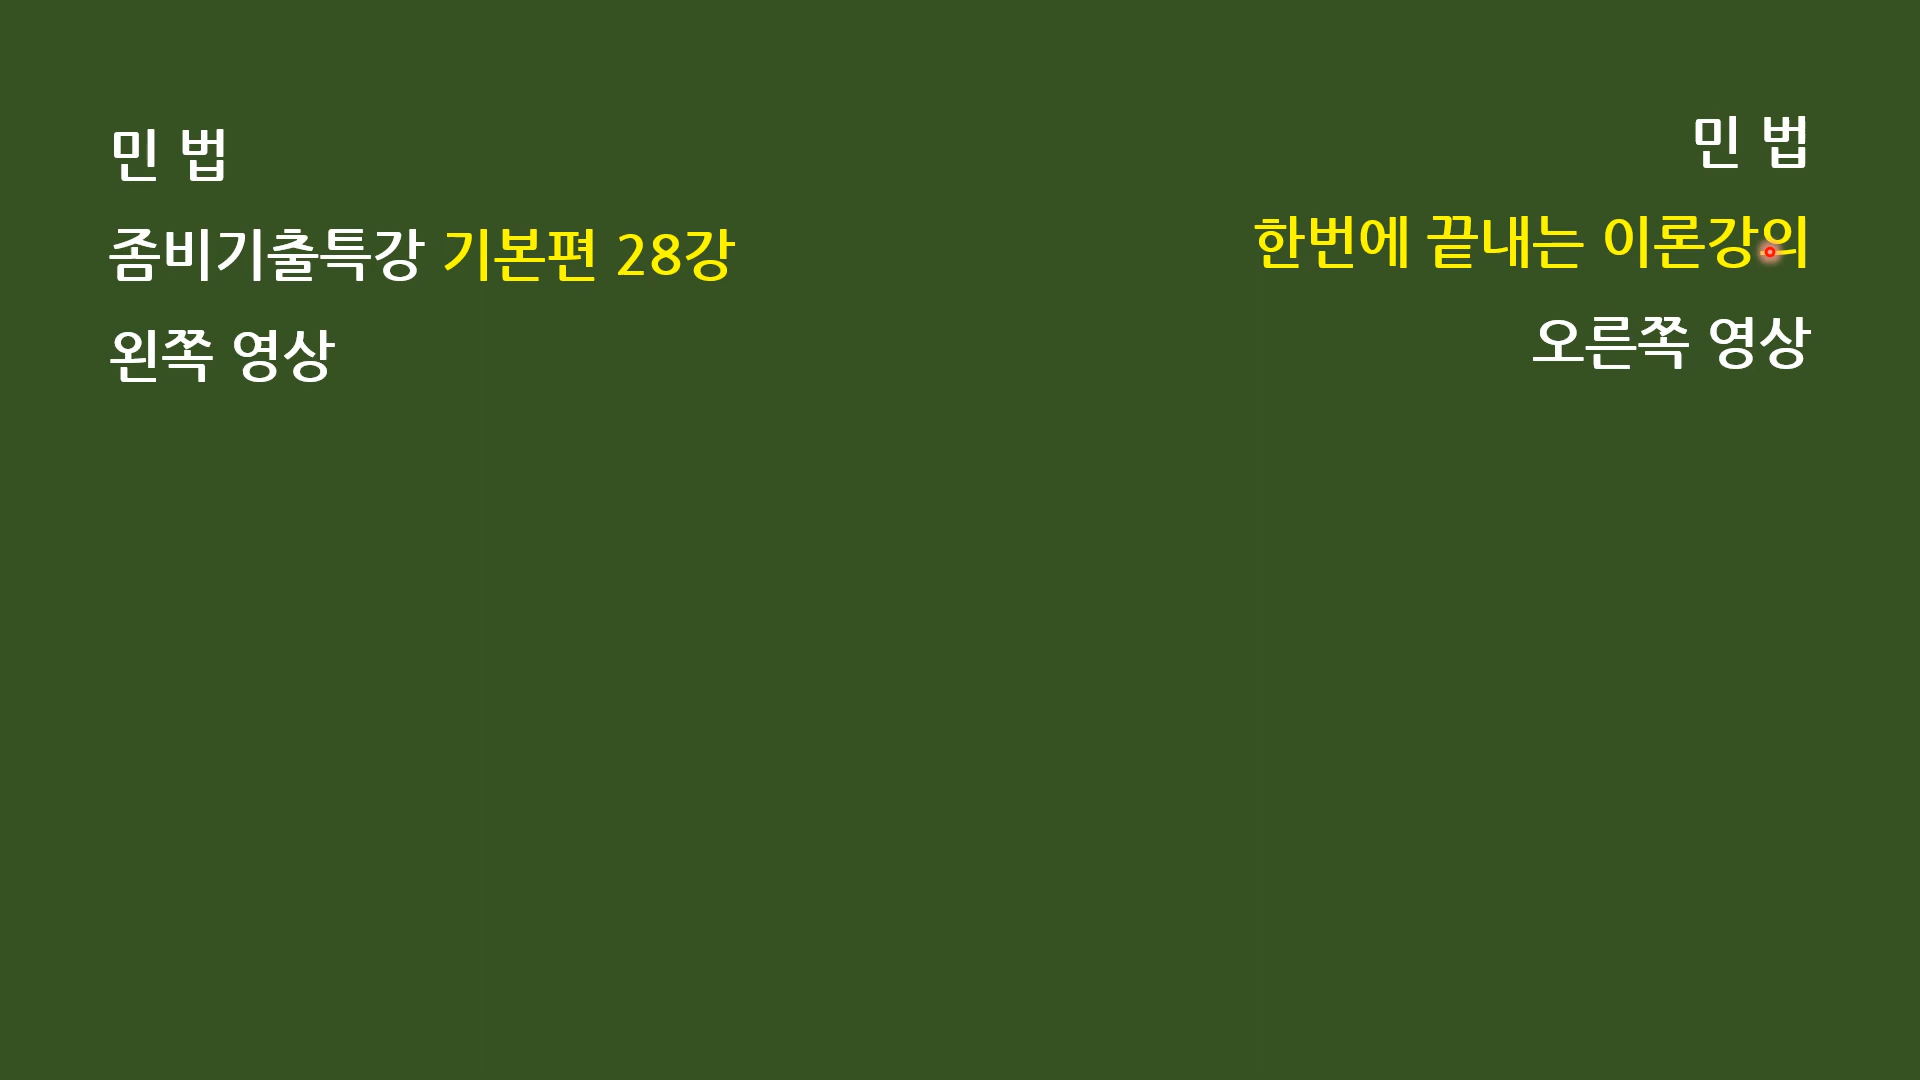 민 법
좀비기출특강 기본편 28강
왼쪽 영상
민 법
한번에 끝내는 이론강의
오른쪽 영상